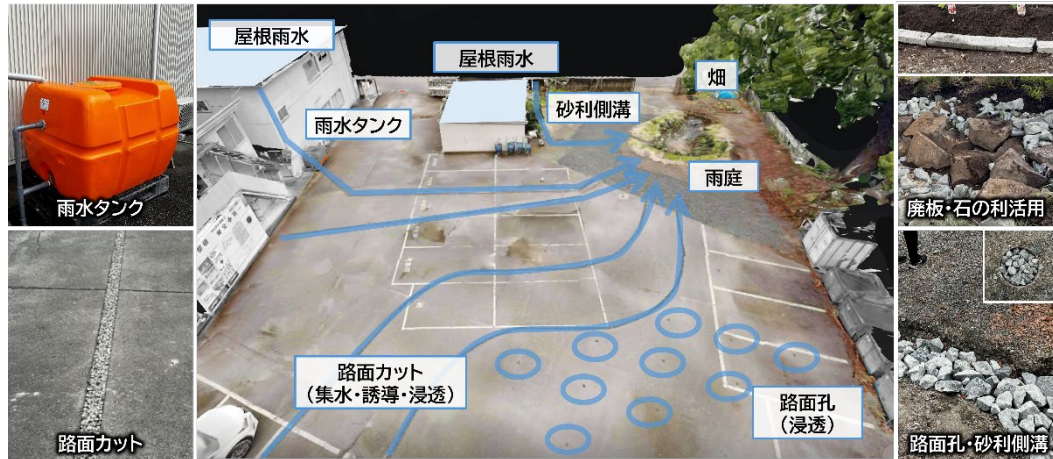 屋根雨水
屋根雨水
畑
雨水タンク
砂利側溝
雨庭
雨水タンク
廃板・石の利活用
路面カット
(集水・誘導・浸透)
路面孔
(浸透)
路面カット
路面孔・砂利側溝